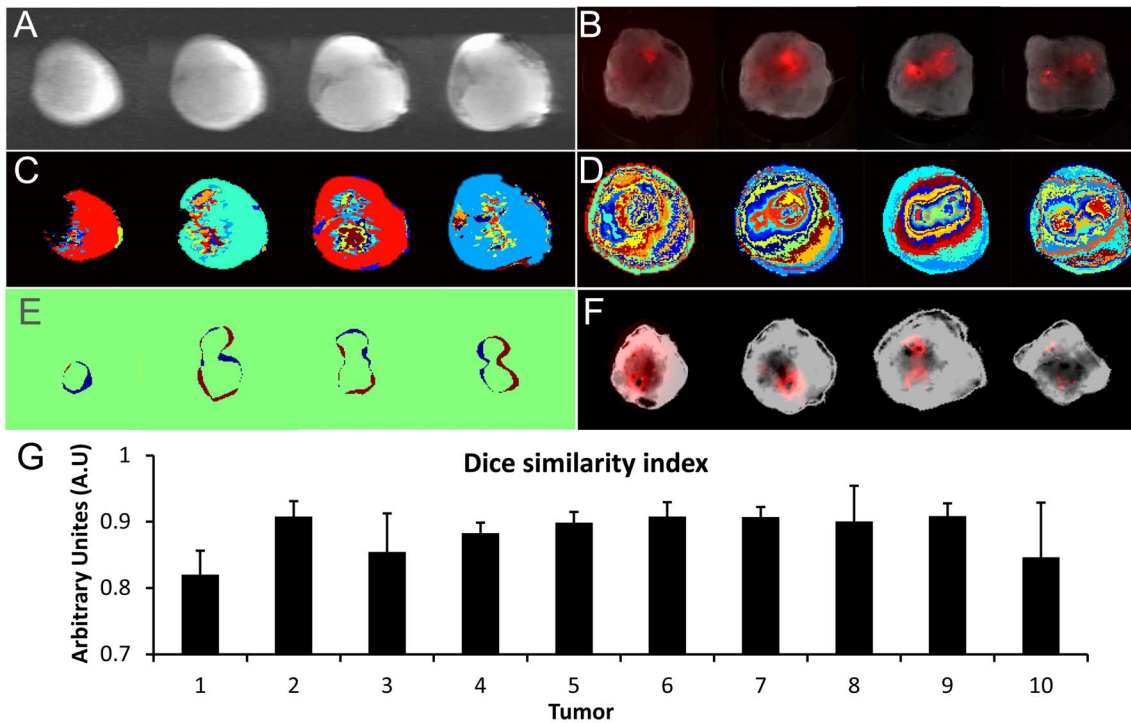 A
B
C
D
E
F
G
Dice similarity index
Arbitrary Unites (A.U)
1
0.9
0.8
0.7
1 2 3 4 5 6 7 8 9 10
Tumor